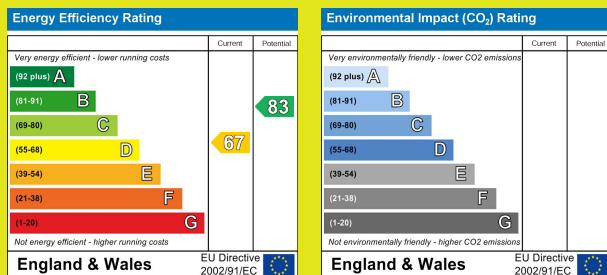 Energy Efficiency Rating
Current Potential
Very energy efficient - lower running costs
(92 plus) A
(81-91) B
83
(69-80) C
(55-68) D
67
(39-54) E
(21-38) F
(1-20) G
Not energy efficient - higher running costs
England & Wales
EU Directive
2002/91/EC
Environmental Impact (CO₂) Rating
Current Potential
Very environmentally friendly - lower CO2 emissions
(92 plus) A
(81-91) B
(69-80) C
(55-68) D
(39-54) E
(21-38) F
(1-20) G
Not environmentally friendly - higher CO2 emissions
England & Wales
EU Directive
2002/91/EC